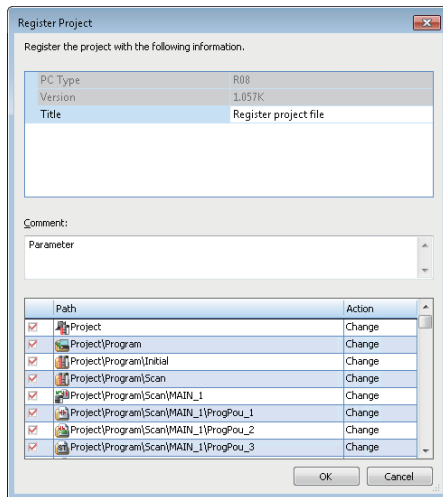 Register Project
Register the project with the following information.
PC Type R08
Version 1.057K
Title Register project file
Comment:
Parameter
Path Action
Project Change
Project\Program Change
Project\Program\Initial Change
Project\Program\Scan Change
Project\Program\Scan\MAIN_1 Change
Project\Program\Scan\MAIN_1\ProgPou_1 Change
Project\Program\Scan\MAIN_1\ProgPou_2 Change
Project\Program\Scan\MAIN_1\ProgPou_3 Change
OK Cancel